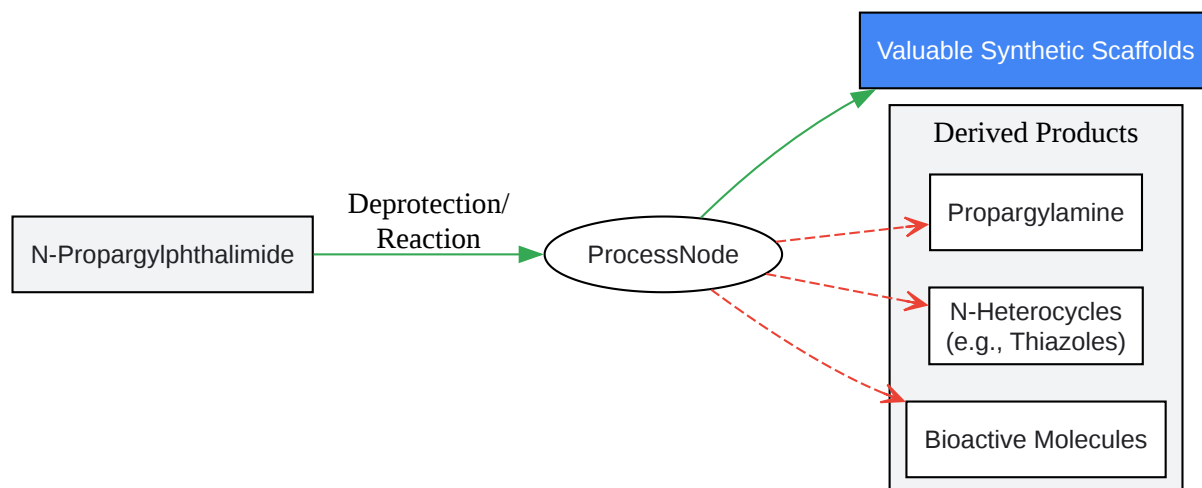 Valuable Synthetic Scaffolds
Derived Products
Deprotection/
Reaction
Propargylamine
N-Propargylphthalimide
ProcessNode
N-Heterocycles
(e.g., Thiazoles)
Bioactive Molecules